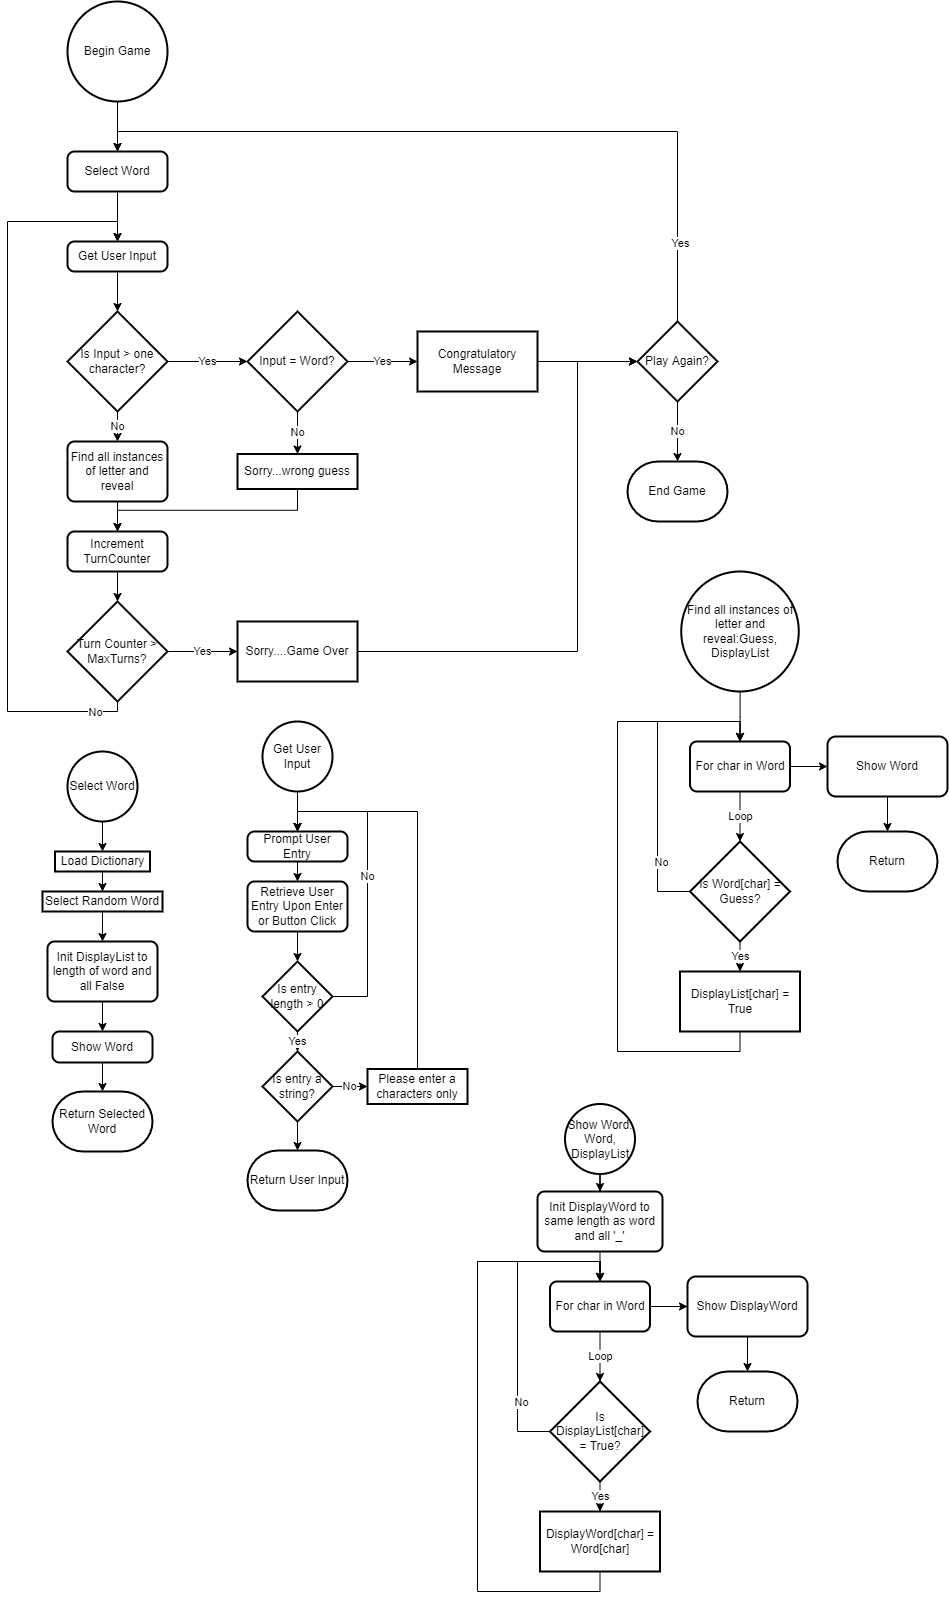 Begin Game
Select Word
Yes
Get User Input
Is Input > one
character?
Yes
Input = Word?
Yes
Congratulatory
Message
Play Again?
No
No
No
Find all instances
of letter and
reveal
Sorry...wrong guess
End Game
Increment
TurnCounter
Turn Counter >
MaxTurns?
Yes
Sorry....Game Over
No
Find all instances of
letter and
reveal:Guess,
DisplayList
For char in Word
Show Word
Loop
No
Is Word[char] =
Guess?
Return
Yes
DisplayList[char] =
True
Select Word
Load Dictionary
Select Random Word
Init DisplayList to
length of word and
all False
Show Word
Return Selected
Word
Get User
Input
Prompt User
Entry
No
Retrieve User
Entry Upon Enter
or Button Click
Is entry
length > 0
Yes
Is entry a
string?
No
Please enter a
characters only
Return User Input
Show Word:
Word,
DisplayList
Init DisplayWord to
same length as word
and all '_'
For char in Word
Show DisplayWord
Loop
No
Is
DisplayList[char]
= True?
Return
Yes
DisplayWord[char] =
Word[char]